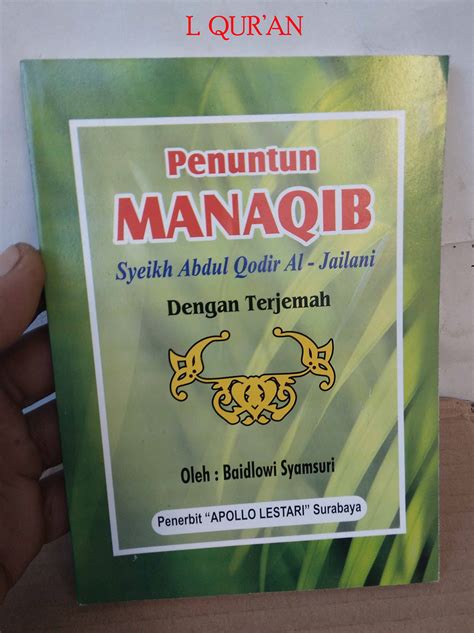 L QUR'AN
Penuntun
MANAQIB
Syeikh Abdul Qodir Al - Jailani
Dengan Terjemah
Oleh : Baidlowi Syamsuri
Penerbit "APOLLO LESTARI" Surabaya